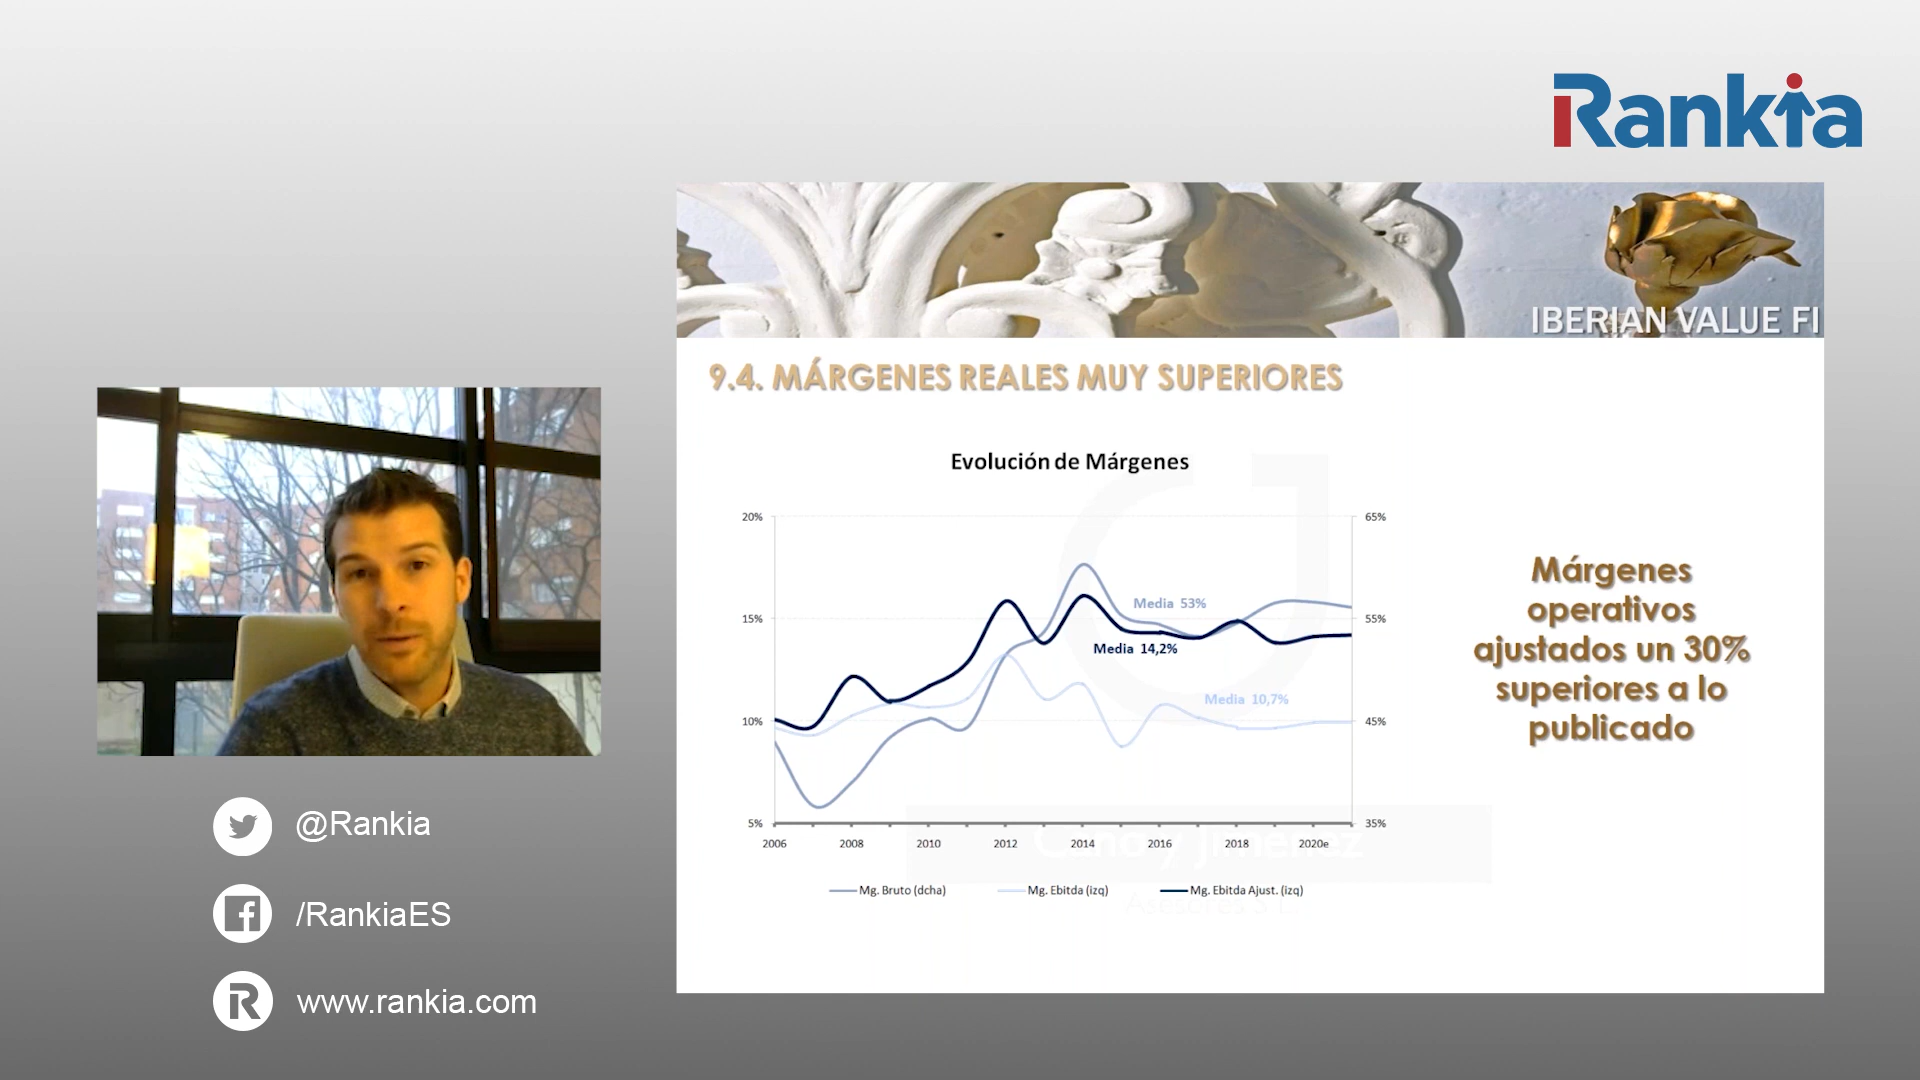 Rankia
IBERIAN VALUE FI
9.4. MÁRGENES REALES MUY SUPERIORES
Evolución de Márgenes
20%
15%
10%
5%
65%
55%
45%
35%
Media 53%
Media 14,2%
Media 10,7%
2006 2008 2010 2012 2014 2016 2018 2020e
Mg. Bruto (dcha) Mg. Ebitda (izq) Mg. Ebitda Ajust. (izq)
Márgenes
operativos
ajustados un 30%
superiores a lo
publicado
@Rankia
/RankiaES
www.rankia.com